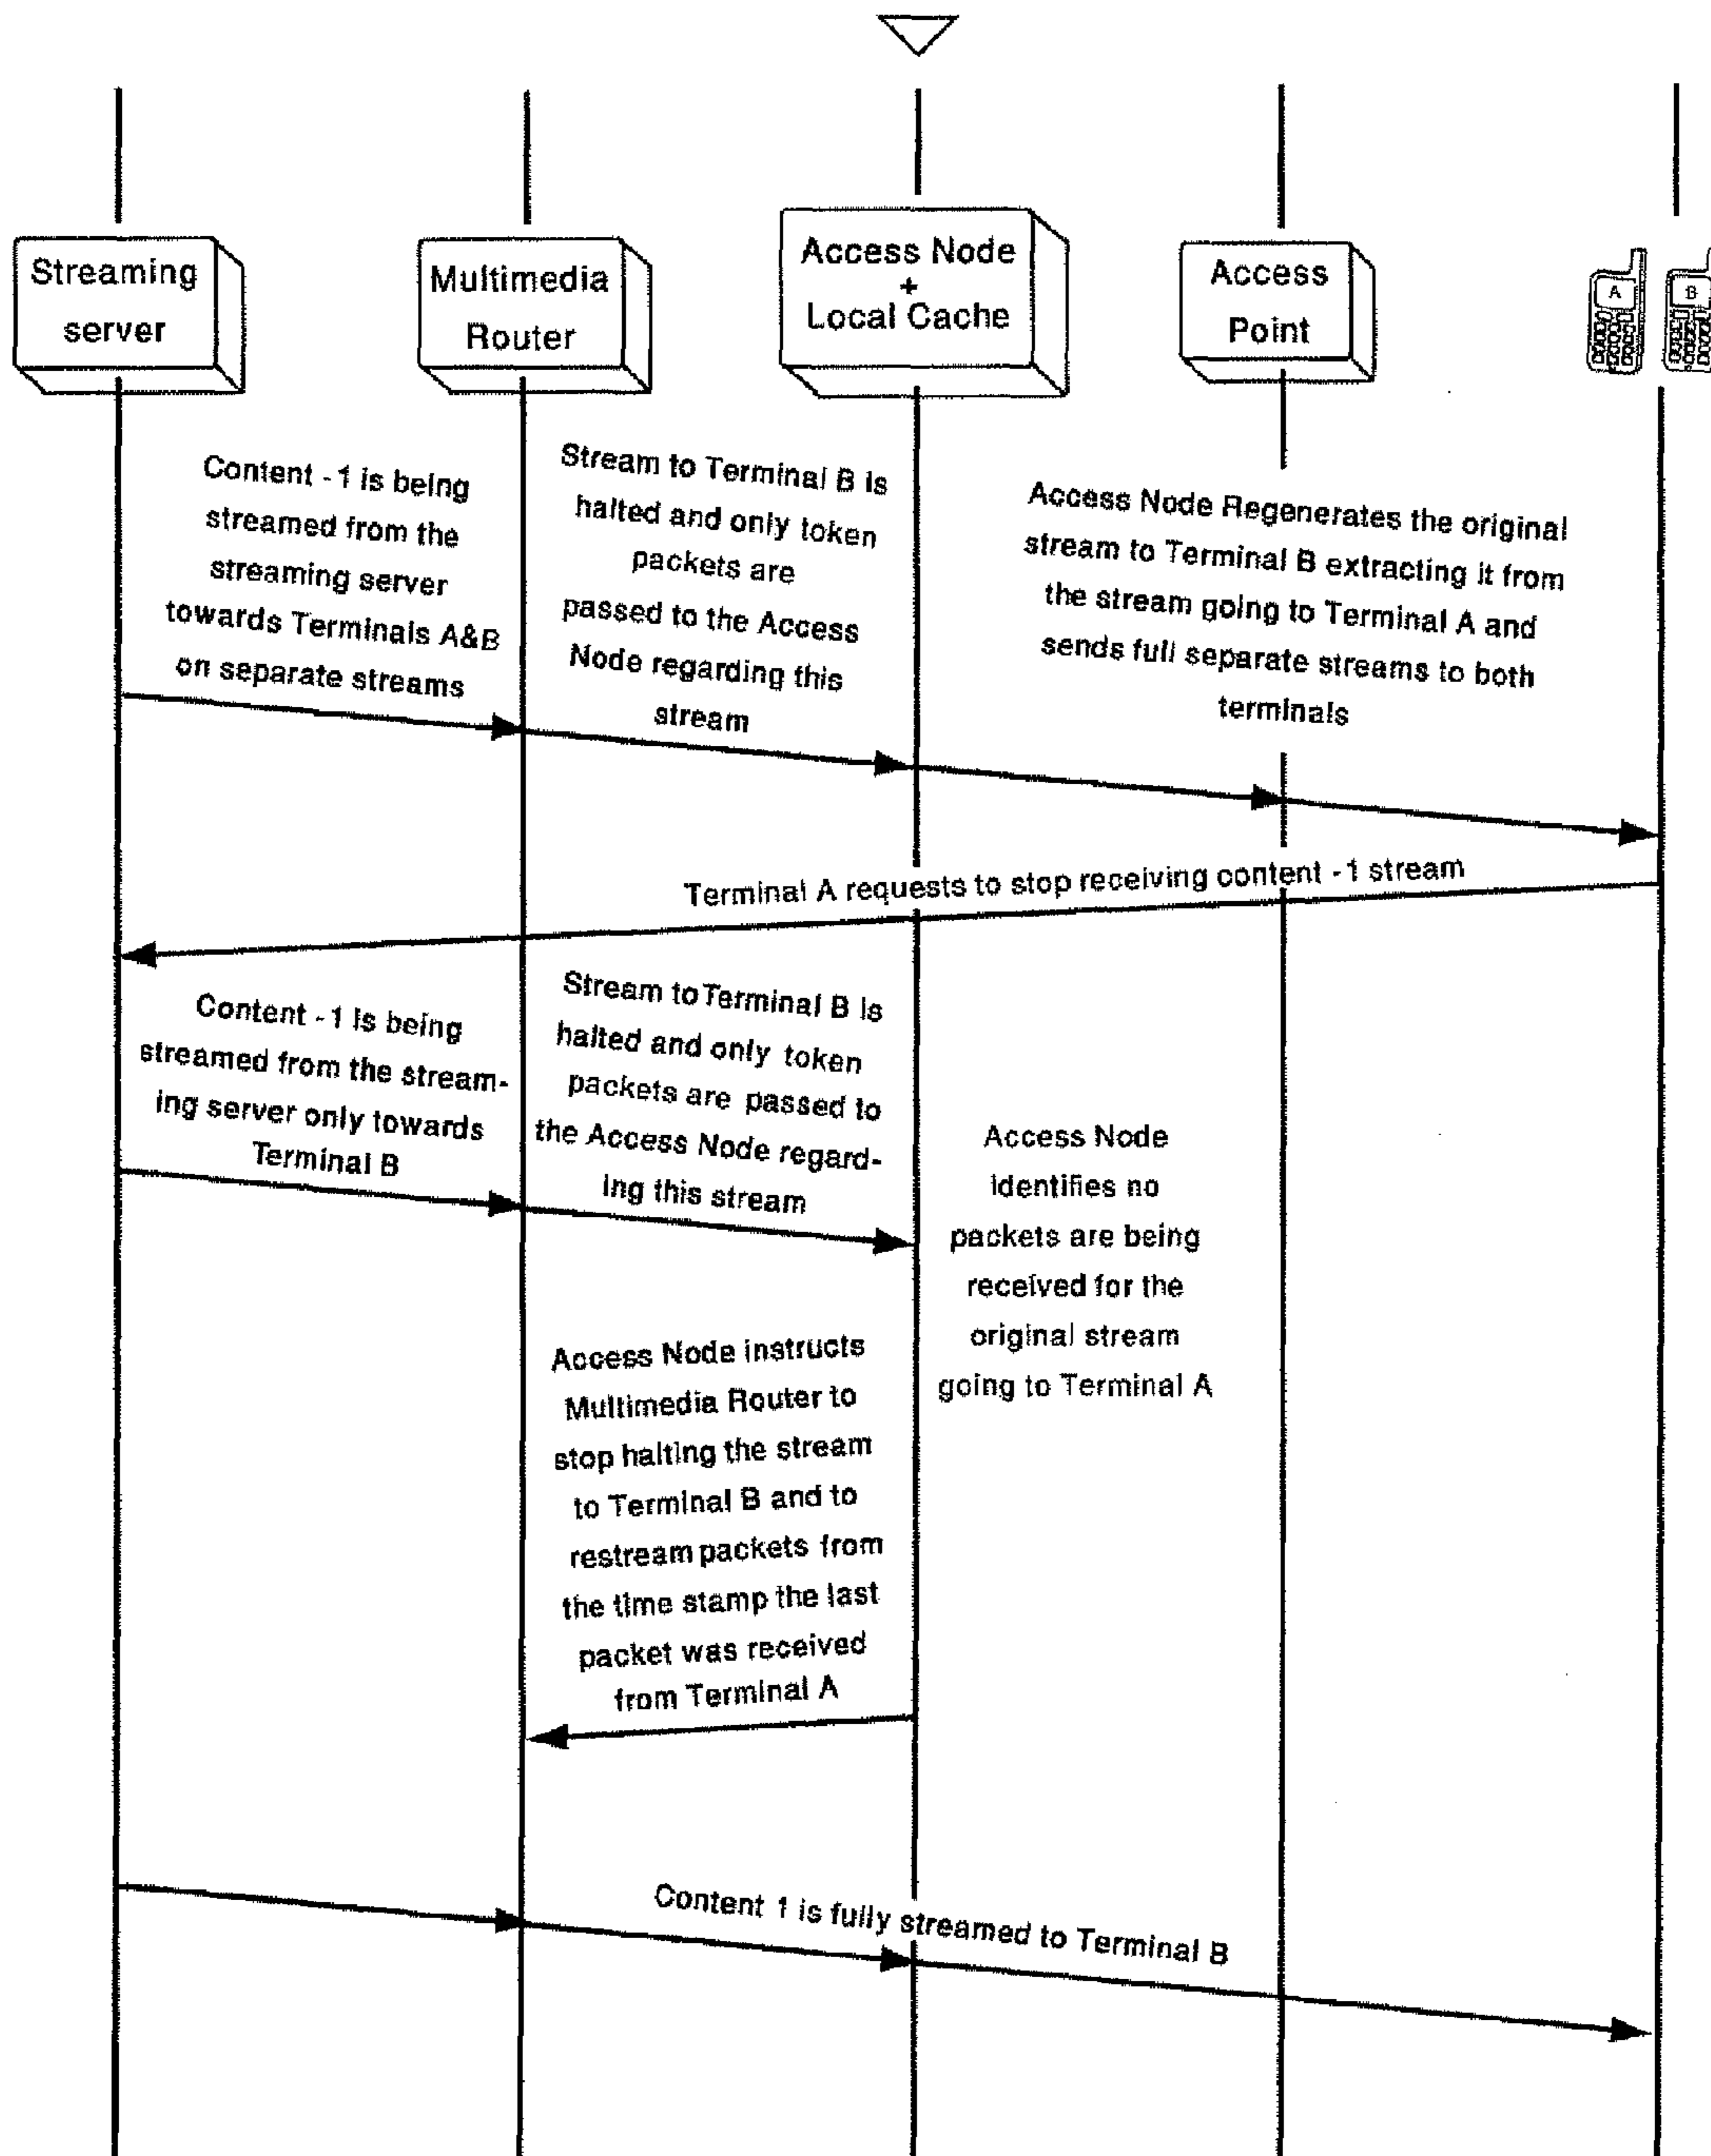 Streaming
server
Multimedia
Router
Access Node
+
Local Cache
Access
Point
A
B
Content - 1 is being
streamed from the
streaming server
towards Terminals A&B
on separate streams
Stream to Terminal B is
halted and only token
packets are
passed to the Access
Node regarding this
stream
Access Node Regenerates the original
stream to Terminal B extracting it from
the stream going to Terminal A and
sends full separate streams to both
terminals
Terminal A requests to stop receiving content - 1 stream
Content - 1 is being
streamed from the stream-
ing server only towards
Terminal B
Stream to Terminal B is
halted and only token
packets are passed to
the Access Node regard-
ing this stream
Access Node
identifies no
packets are being
received for the
original stream
going to Terminal A
Access Node instructs
Multimedia Router to
stop halting the stream
to Terminal B and to
restream packets from
the time stamp the last
packet was received
from Terminal A
Content 1 is fully streamed to Terminal B